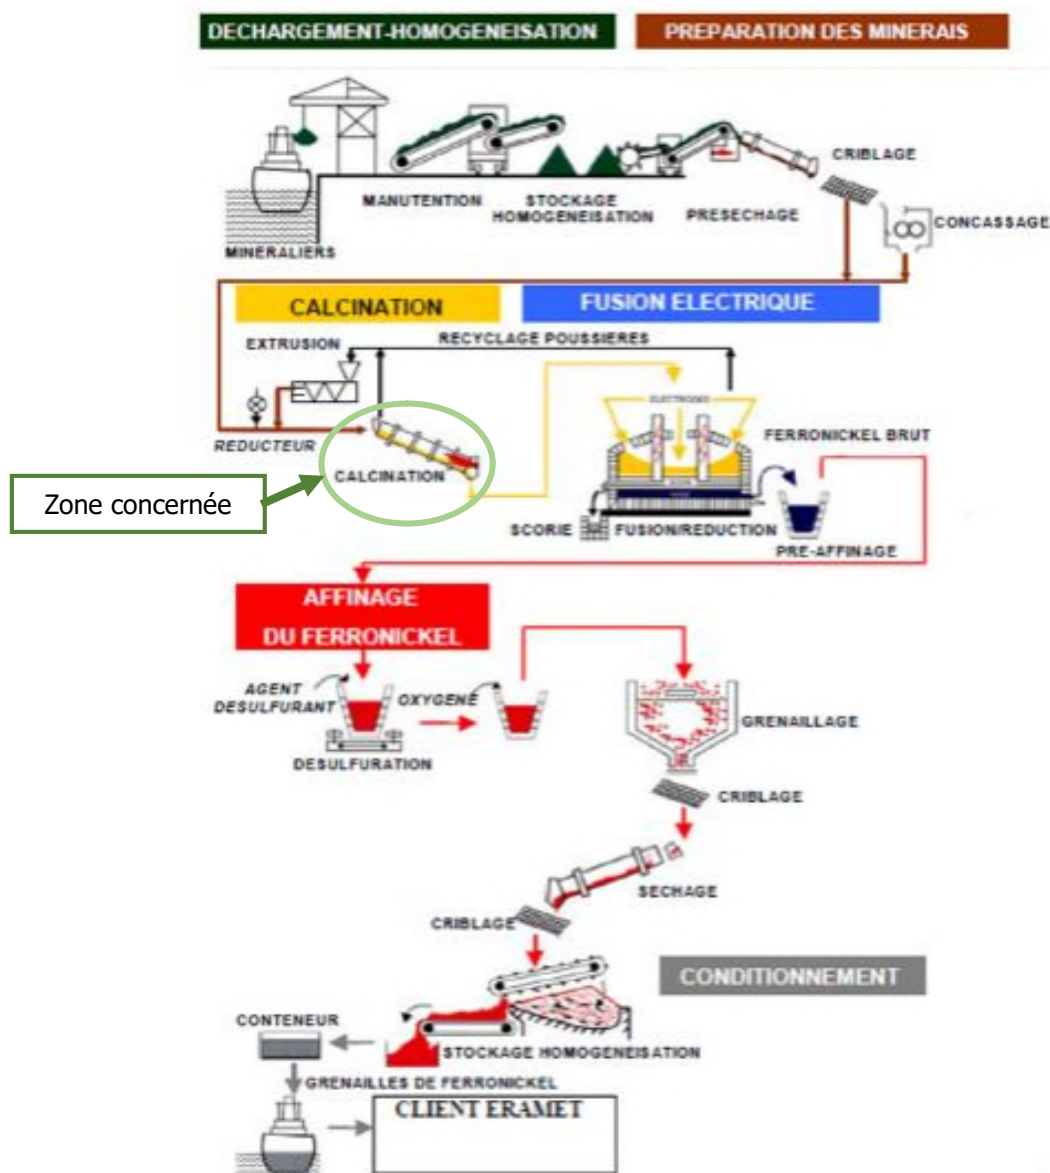 DECHARGEMENT-HOMOGENEISATION
PREPARATION DES MINERAIS
CRIBLAGE
MANUTENTION
STOCKAGE
HOMOGENEISATION
PRESECHAGE
CONCASSAGE
MINERALIERS
CALCINATION
FUSION ELECTRIQUE
EXTRUSION
RECYCLAGE POUSSIERES
ELECTRODES
REDUCTEUR
FERRONICKEL BRUT
CALCINATION
Zone concernée
SCORIE
FUSION/REDUCTION
PRE-AFFINAGE
AFFINAGE
DU FERRONICKEL
AGENT
DESULFURANT
OXYGENE
GRENAILLAGE
DESULFURATION
CRIBLAGE
SECHAGE
CRIBLAGE
CONDITIONNEMENT
CONTENEUR
STOCKAGE HOMOGENEISATION
GRENAILLES DE FERRONICKEL
CLIENT ERAMET